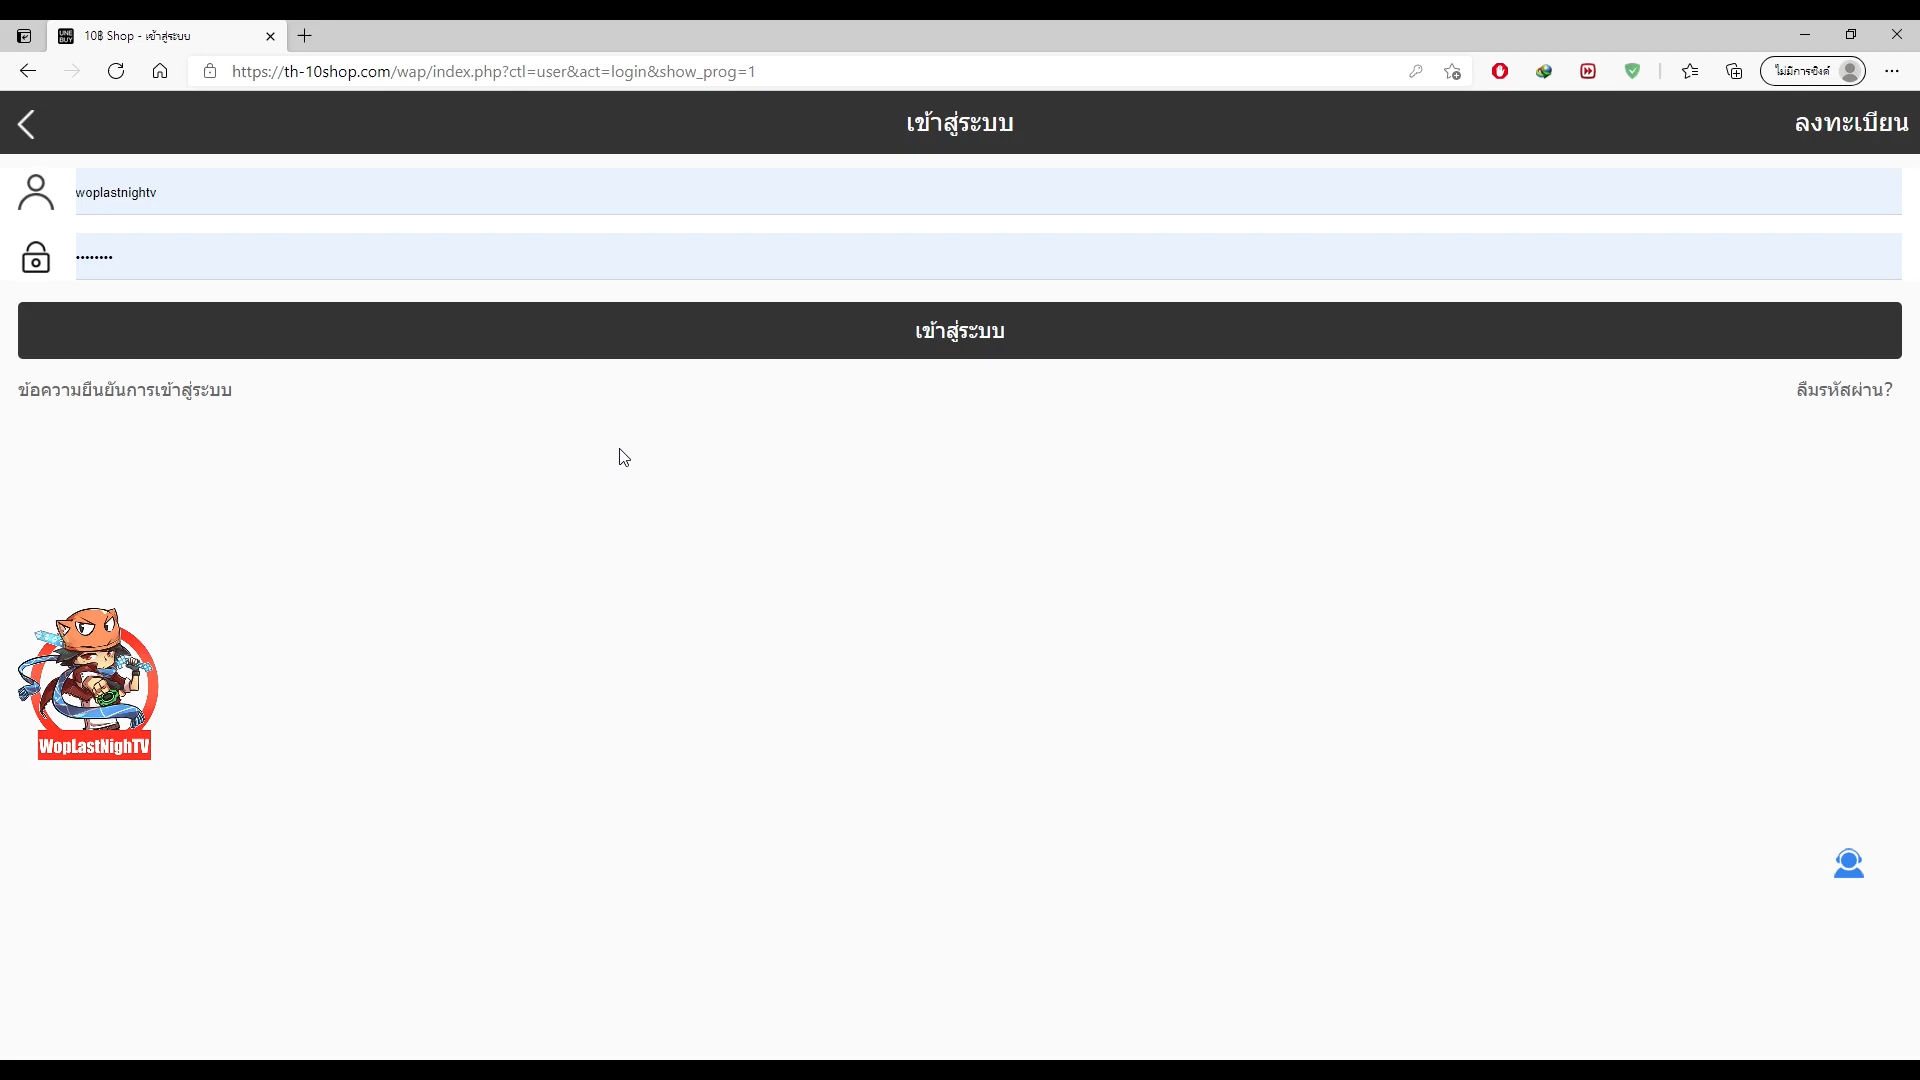 10฿ Shop - เข้าสู่ระบบ
https://th-10shop.com/wap/index.php?ctl=user&act=login&show_prog=1
ไม่มีการซิงค์
เข้าสู่ระบบ
ลงทะเบียน
woplastnightv
••••••••
เข้าสู่ระบบ
ข้อความยืนยันการเข้าสู่ระบบ
ลืมรหัสผ่าน?
WopLastNighTV